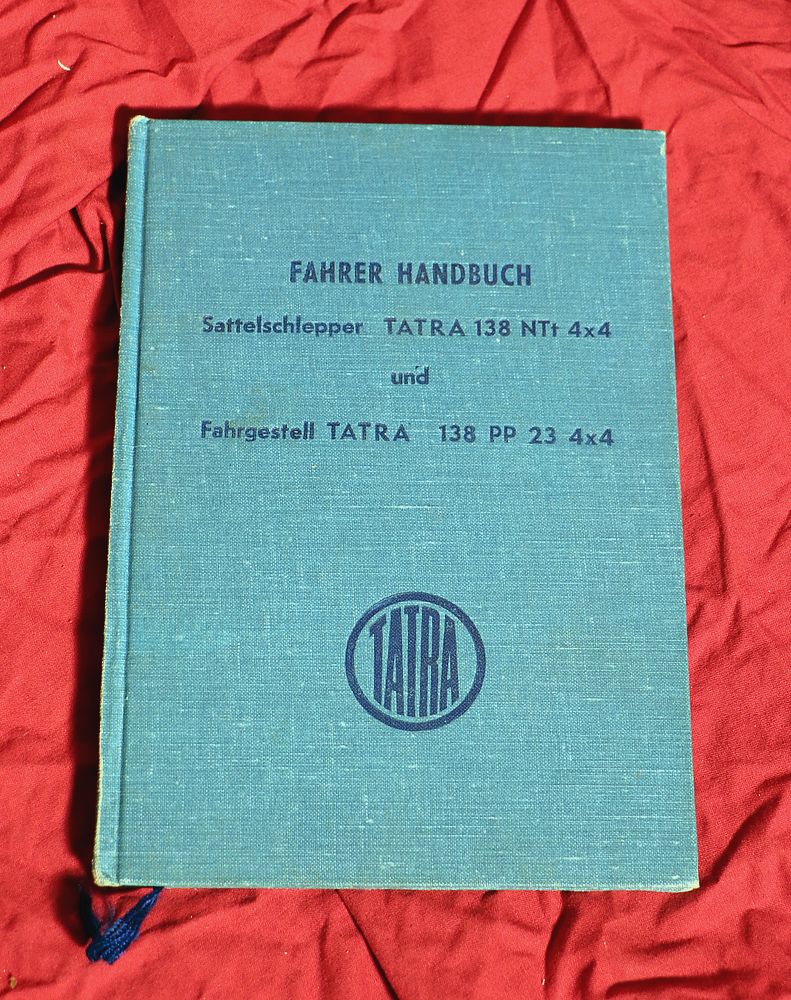 FAHRER HANDBUCH
Sattelschlepper TATRA 138 NTt 4x4
und
Fahrgestell TATRA 138 PP 23 4x4
TATRA